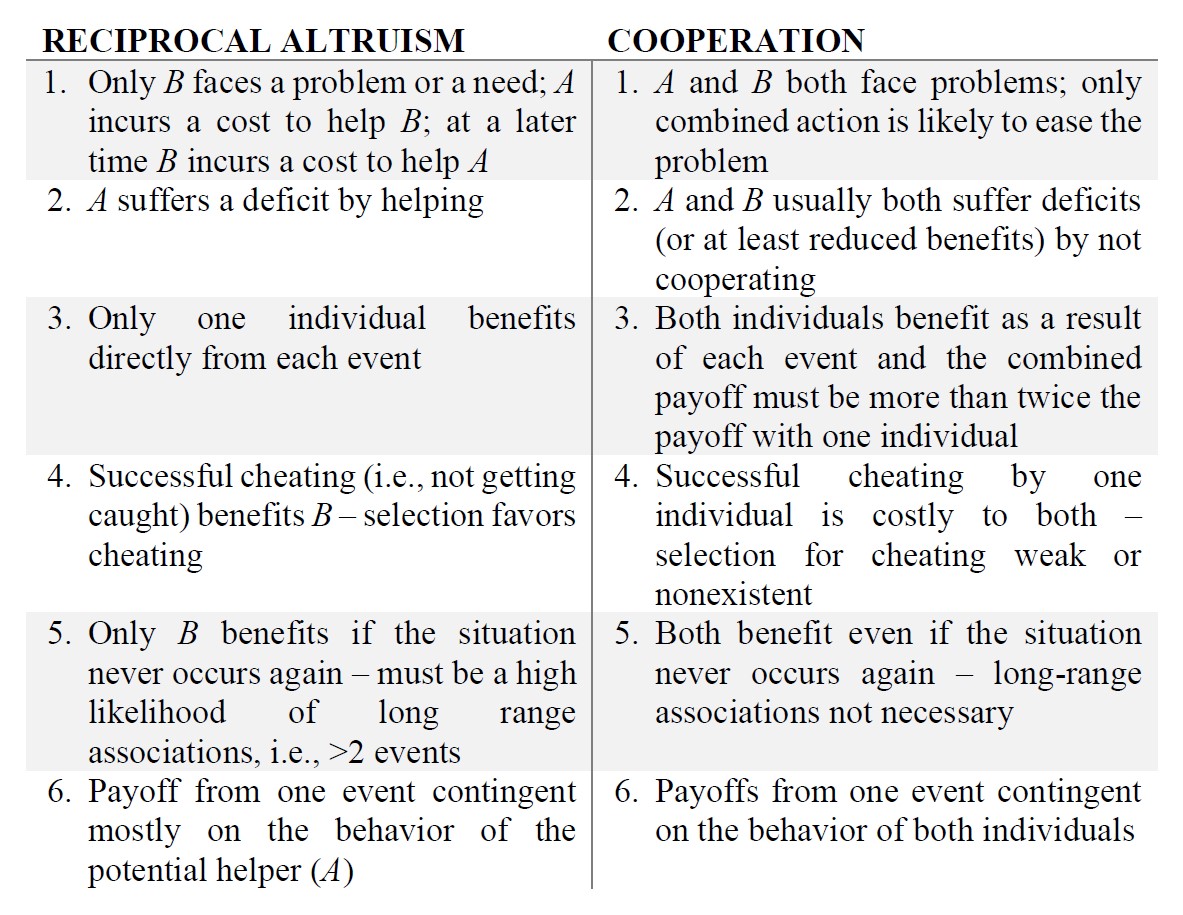 RECIPROCAL ALTRUISM
1. Only B faces a problem or a need; A
incurs a cost to help B; at a later
time B incurs a cost to help A
2. A suffers a deficit by helping
3. Only one individual benefits
directly from each event
4. Successful cheating (i.e., not getting
caught) benefits B – selection favors
cheating
5. Only B benefits if the situation
never occurs again – must be a high
likelihood of long range
associations, i.e., >2 events
6. Payoff from one event contingent
mostly on the behavior of the
potential helper (A)
COOPERATION
1. A and B both face problems; only
combined action is likely to ease the
problem
2. A and B usually both suffer deficits
(or at least reduced benefits) by not
cooperating
3. Both individuals benefit as a result
of each event and the combined
payoff must be more than twice the
payoff with one individual
4. Successful cheating by one
individual is costly to both –
selection for cheating weak or
nonexistent
5. Both benefit even if the situation
never occurs again – long-range
associations not necessary
6. Payoffs from one event contingent
on the behavior of both individuals